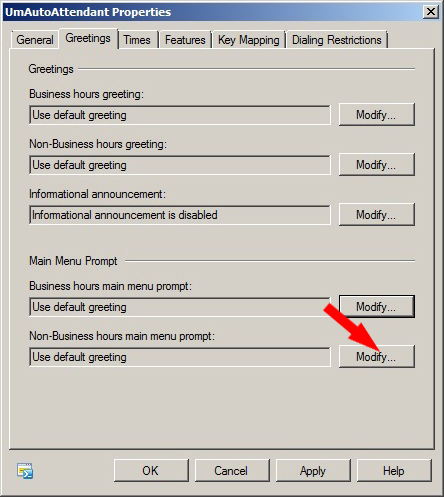 UmAutoAttendant Properties
General Greetings Times Features Key Mapping Dialing Restrictions
Greetings
Business hours greeting:
Use default greeting Modify...
Non-Business hours greeting:
Use default greeting Modify...
Informational announcement:
Informational announcement is disabled Modify...
Main Menu Prompt
Business hours main menu prompt:
Use default greeting Modify...
Non-Business hours main menu prompt:
Use default greeting Modify...
OK Cancel Apply Help